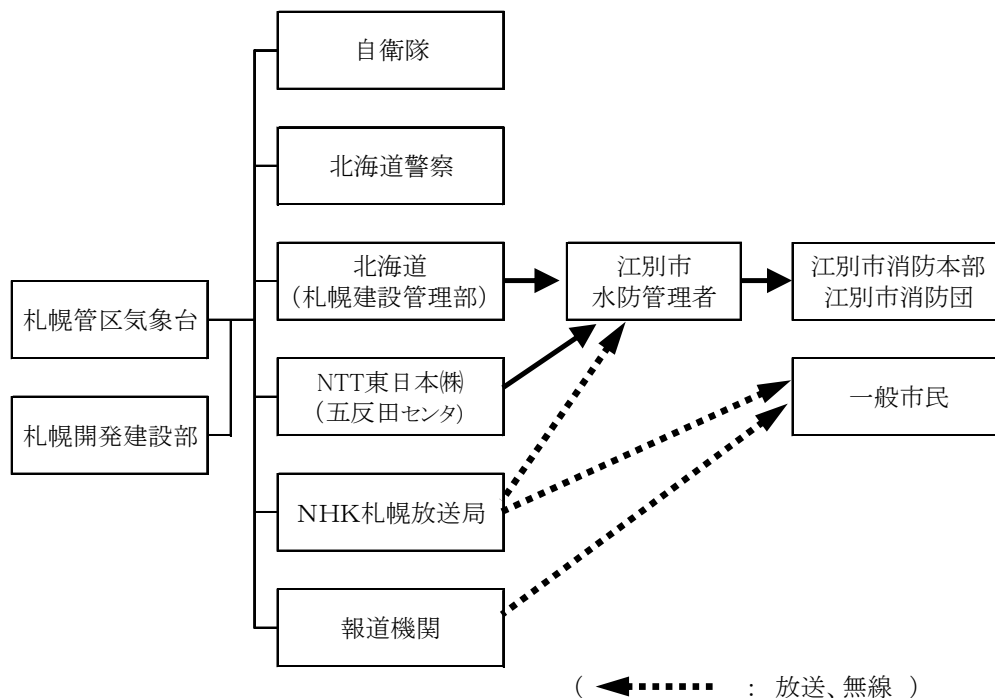 自衛隊
北海道警察
北海道
（札幌建設管理部）
江別市
水防管理者
江別市消防本部
江別市消防団
札幌管区気象台
NTT東日本㈱
（五反田センタ）
一般市民
札幌開発建設部
NHK札幌放送局
報道機関
（ : 放送、無線 ）